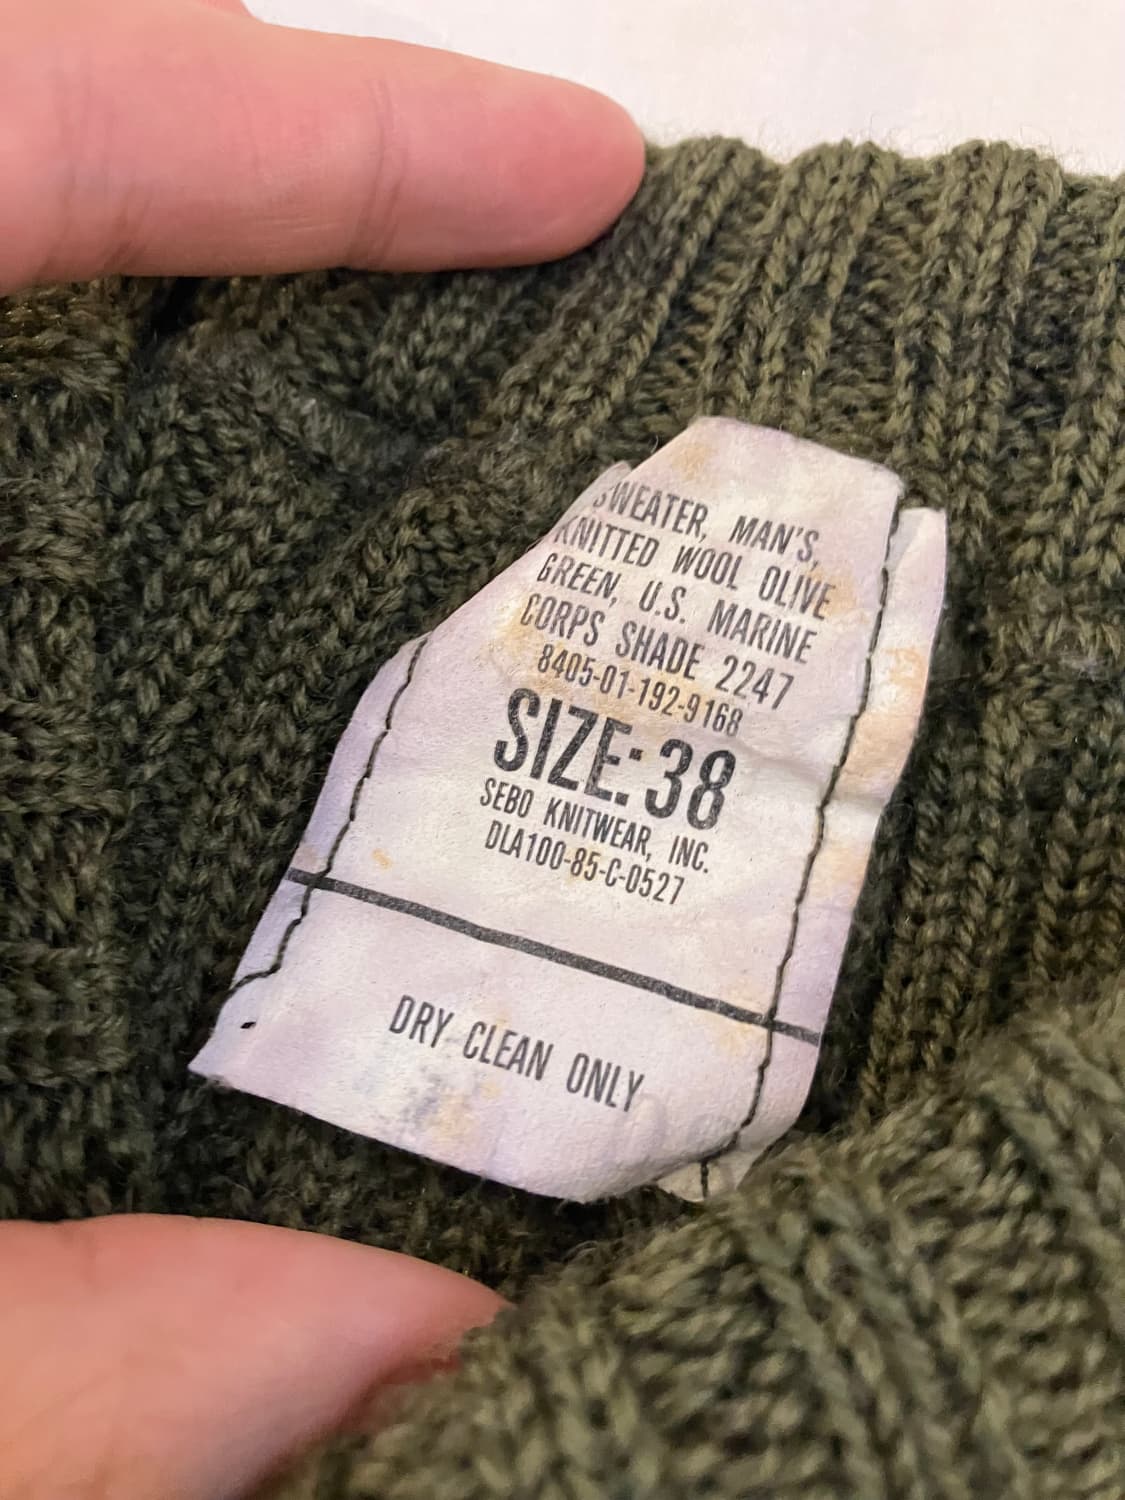 SWEATER, MAN'S,
KNITTED WOOL OLIVE
GREEN, U.S. MARINE
CORPS SHADE 2247
8405-01-192-9168
SIZE: 38
SEBO KNITWEAR, INC.
DLA100-85-C-0527
DRY CLEAN ONLY